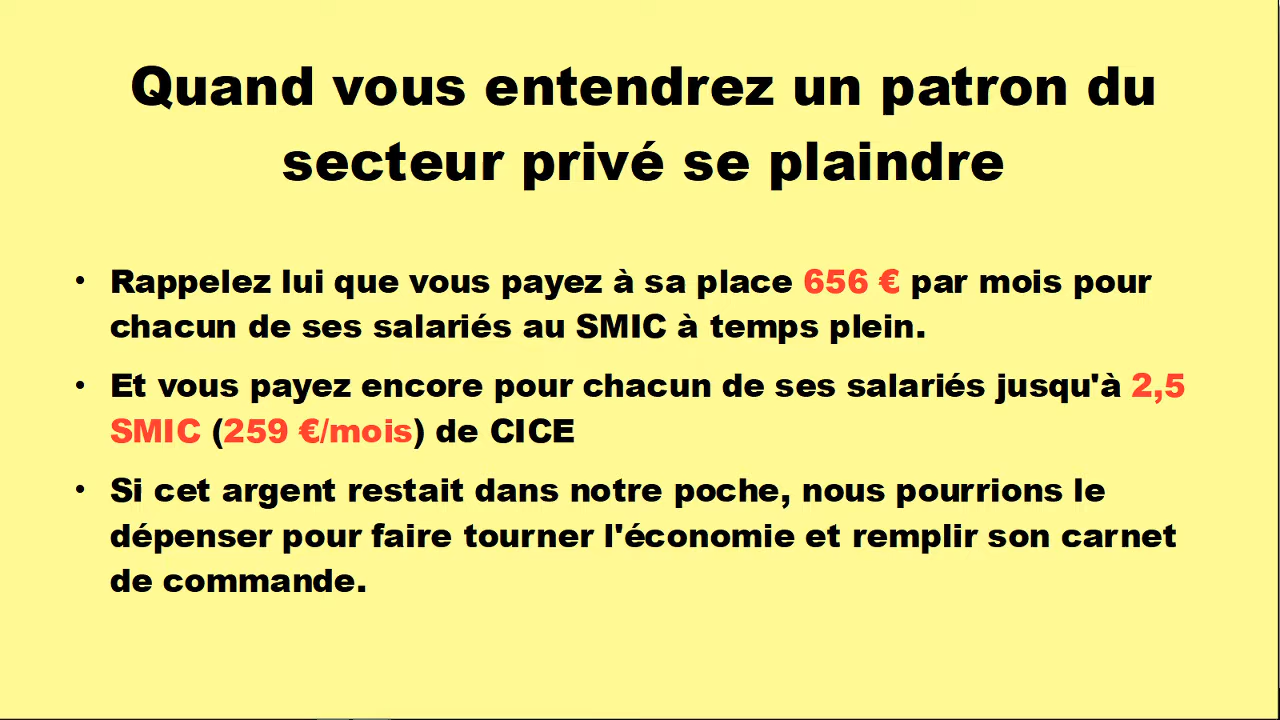 Quand vous entendrez un patron du
secteur privé se plaindre
• Rappelez lui que vous payez à sa place 656 € par mois pour
chacun de ses salariés au SMIC à temps plein.
• Et vous payez encore pour chacun de ses salariés jusqu'à 2,5
SMIC (259 €/mois) de CICE
• Si cet argent restait dans notre poche, nous pourrions le
dépenser pour faire tourner l'économie et remplir son carnet
de commande.